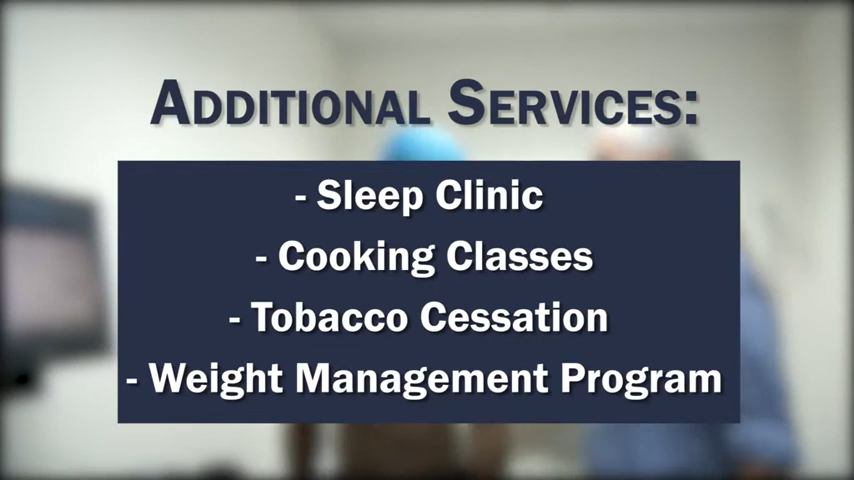 Additional Services:
- Sleep Clinic
- Cooking Classes
- Tobacco Cessation
- Weight Management Program